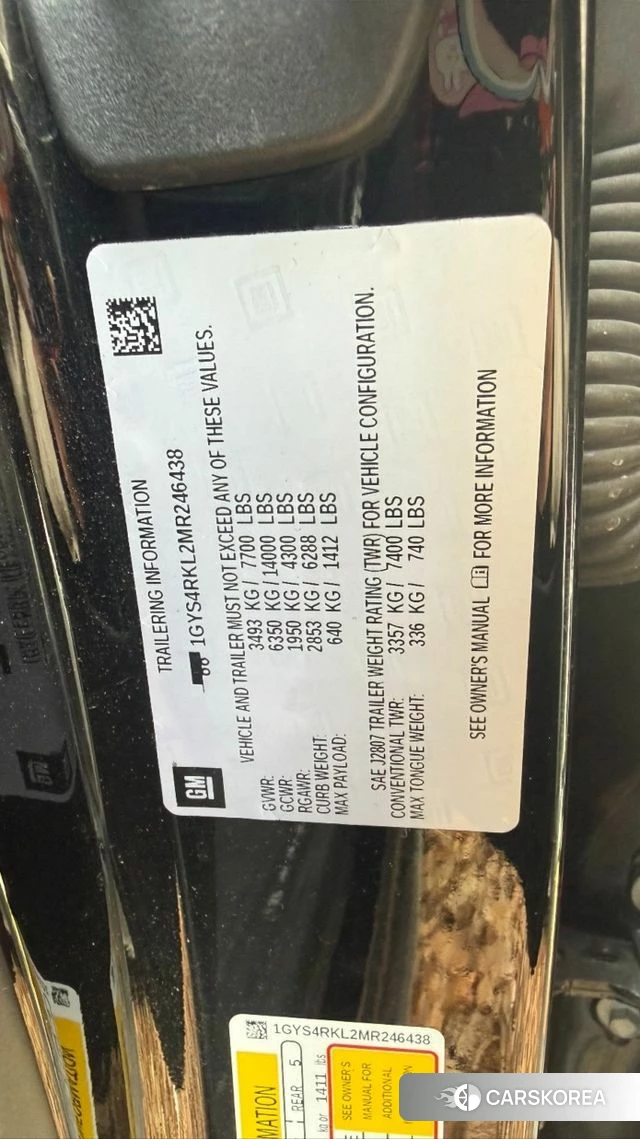 TRAILERING INFORMATION
1GYS4RKL2MR246438
VEHICLE AND TRAILER MUST NOT EXCEED ANY OF THESE VALUES.
GVWR: 3493 KG/ 7700 LBS
GCWR: 6350 KG/ 14000 LBS
RGAWR: 1950 KG/ 4300 LBS
CURB WEIGHT: 2853 KG/ 6288 LBS
MAX PAYLOAD: 640 KG/ 1412 LBS
SAE J2807 TRAILER WEIGHT RATING (TWR) FOR VEHICLE CONFIGURATION.
CONVENTIONAL TWR: 3357 KG/ 7400 LBS
MAX TONGUE WEIGHT: 336 KG/ 740 LBS
SEE OWNER'S MANUAL FOR MORE INFORMATION
GM
1GYS4RKL2MR246438
REAR 5
kg or 1411 lbs
SEE OWNER'S
MANUAL FOR
ADDITIONAL
CARSKOREA